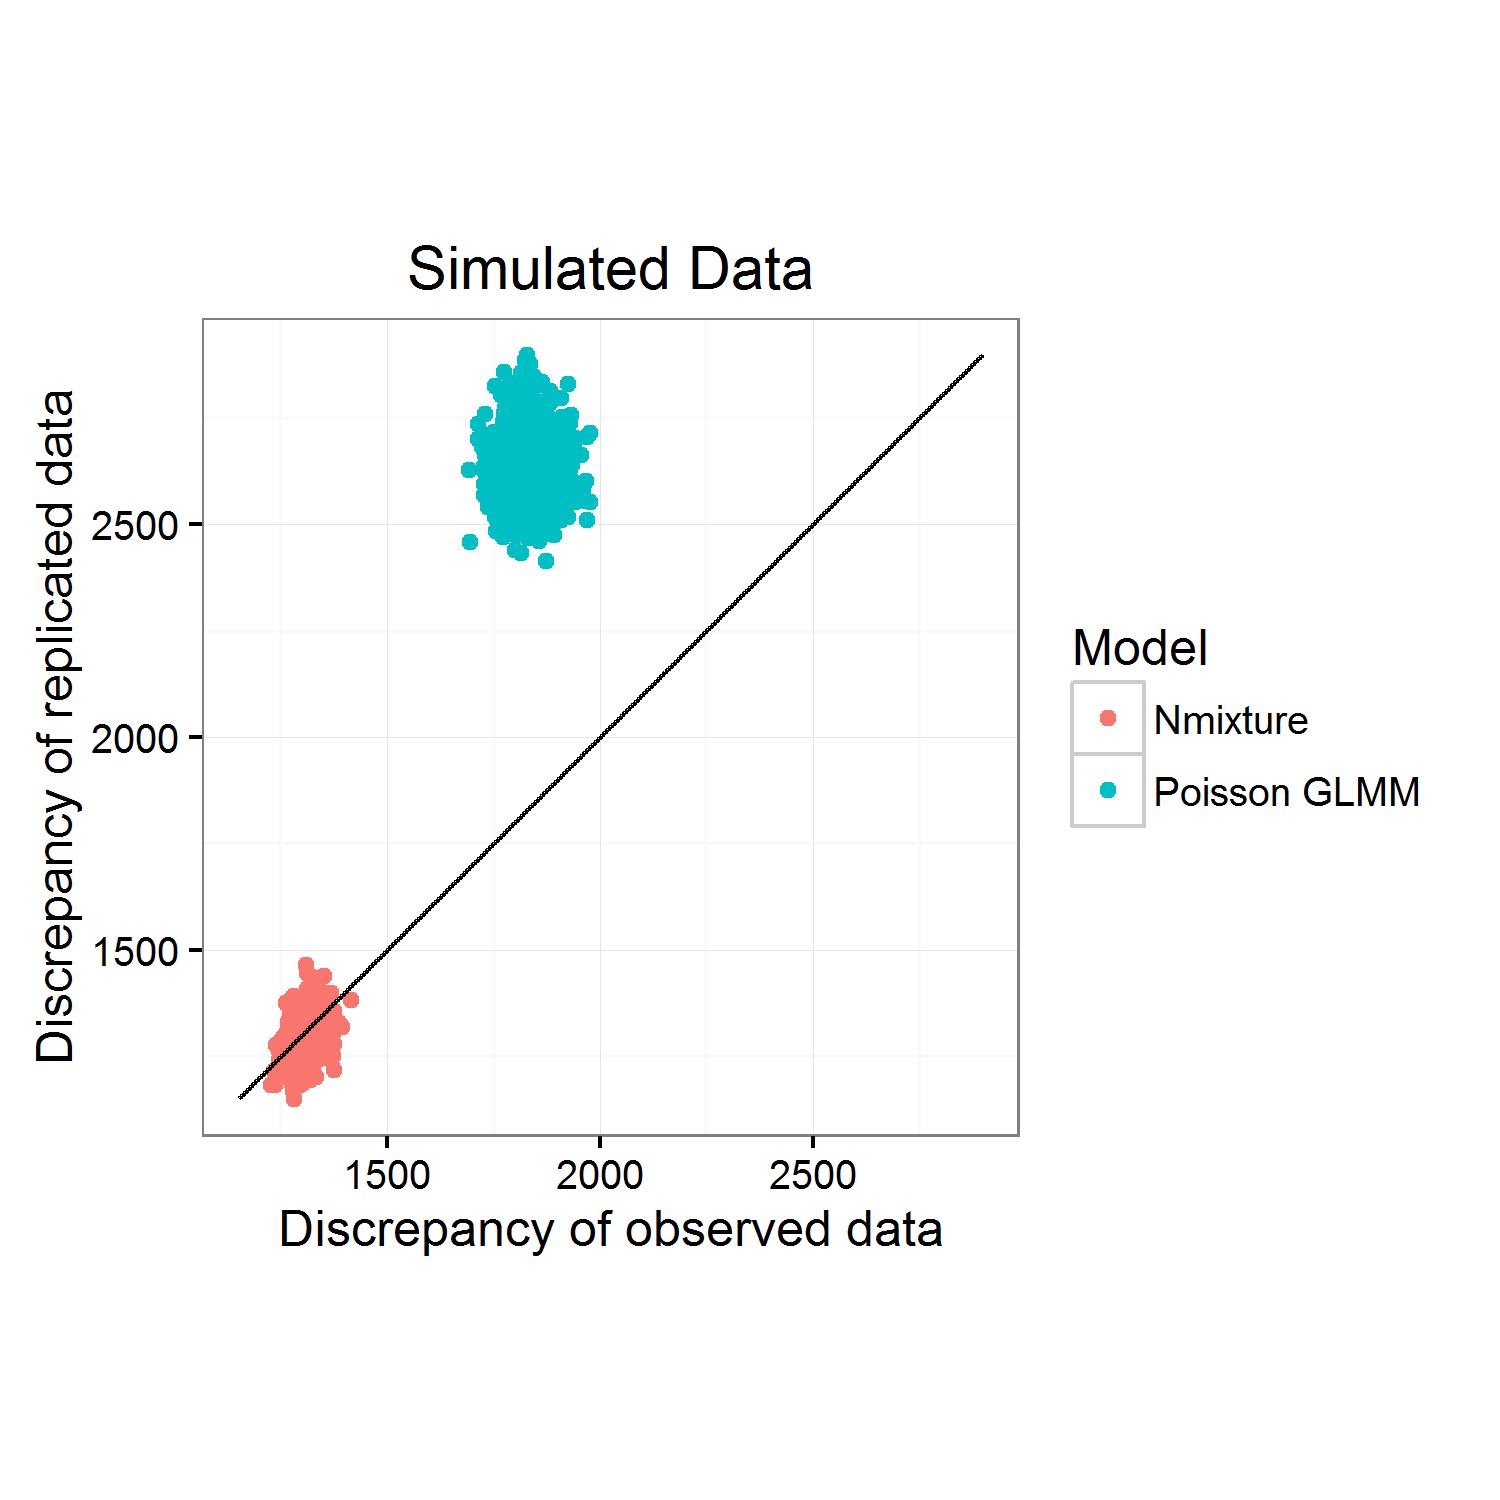 Simulated Data
Discrepancy of replicated data
2500
2000
1500
1500 2000 2500
Discrepancy of observed data
Model
Nmixture
Poisson GLMM